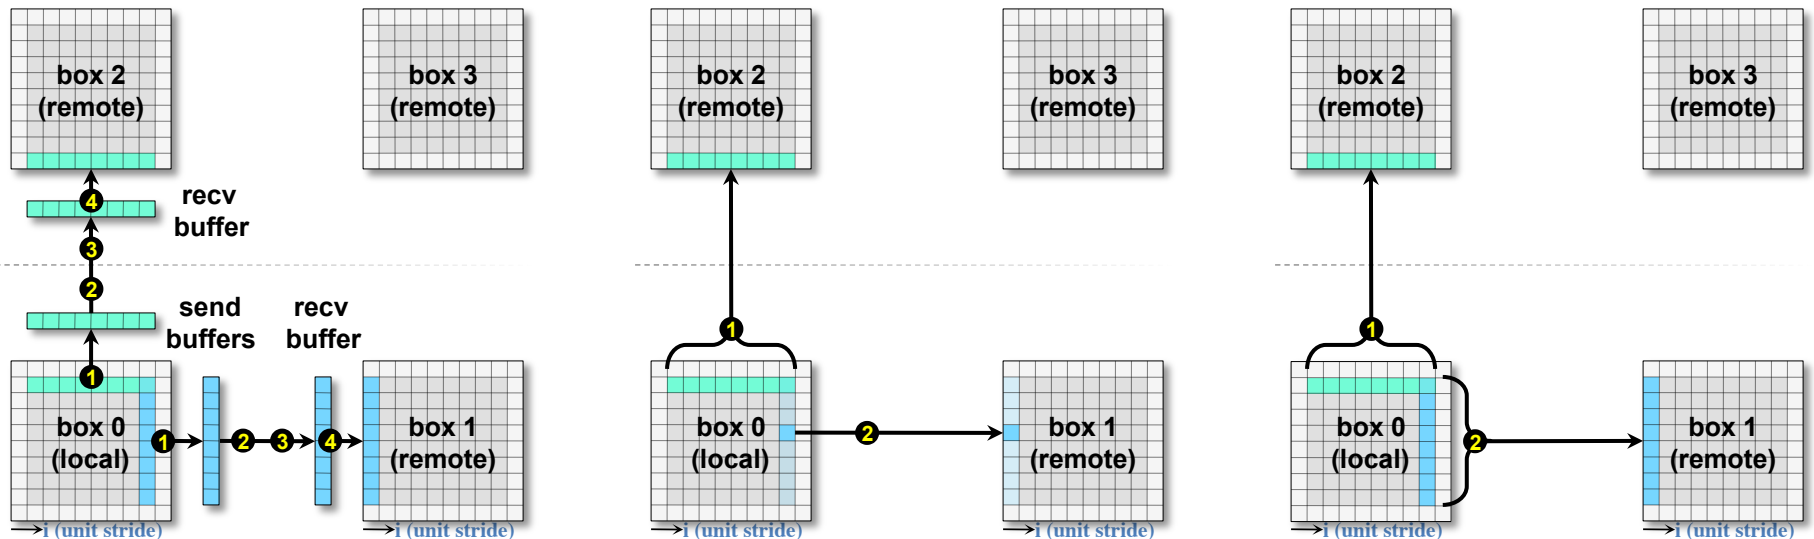 box 2
(remote)
box 3
(remote)
4
recv
buffer
3
2
send
buffers
recv
buffer
1
box 0
(local)
1
2
3
4
box 1
(remote)
i (unit stride)
i (unit stride)
box 2
(remote)
box 3
(remote)
1
box 0
(local)
2
box 1
(remote)
i (unit stride)
i (unit stride)
box 2
(remote)
box 3
(remote)
1
box 0
(local)
2
box 1
(remote)
i (unit stride)
i (unit stride)